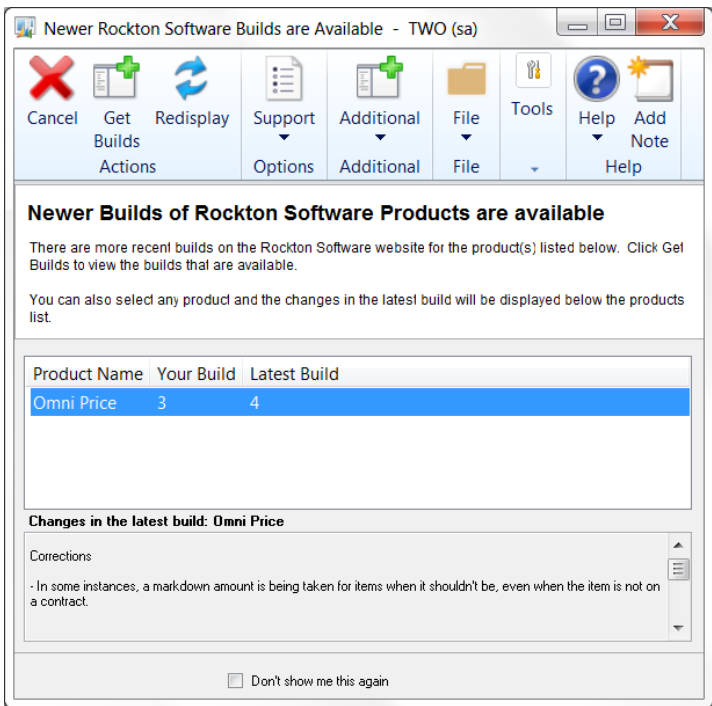 Newer Rockton Software Builds are Available - TWO (sa)
Cancel Get Builds Redisplay Support Additional File Tools Help Add Note
Actions Options Additional File Help
Newer Builds of Rockton Software Products are available
There are more recent builds on the Rockton Software website for the product(s) listed below. Click Get
Builds to view the builds that are available.
You can also select any product and the changes in the latest build will be displayed below the products
list.
Product Name Your Build Latest Build
Omni Price 3 4
Changes in the latest build: Omni Price
Corrections
- In some instances, a markdown amount is being taken for items when it shouldn't be, even when the item is not on
a contract.
Don't show me this again